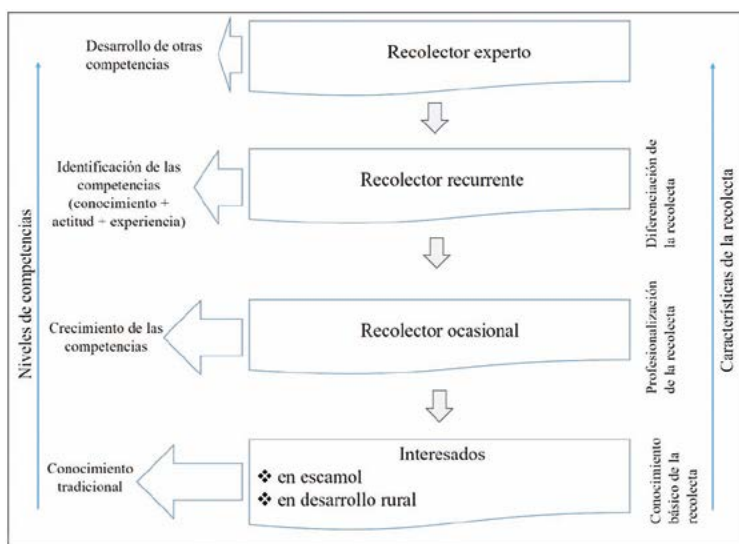 Niveles de competencias
Desarrollo de otras
competencias
Recolector experto
Identificación de las
competencias
(conocimiento +
actitud + experiencia)
Recolector recurrente
Diferenciación de
la recolecta
Crecimiento de las
competencias
Recolector ocasional
Profesionalización
de la recolecta
Conocimiento
tradicional
Interesados
❖ en escamol
❖ en desarrollo rural
Conocimiento
básico de la
recolecta
Características de la recolecta